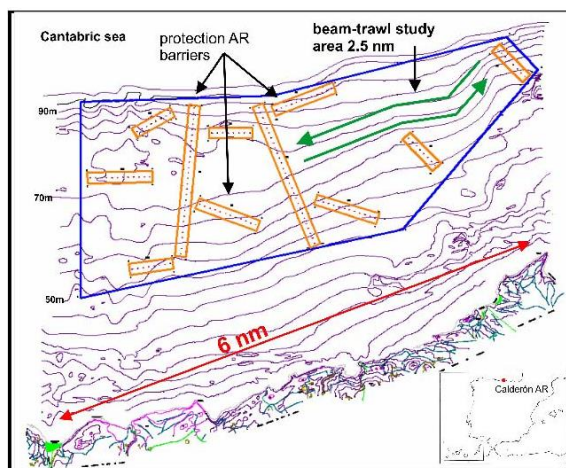 Cantabric sea
protection AR
barriers
beam-trawl study
area 2.5 nm
90m
70m
50m
6 nm
Calderón AR